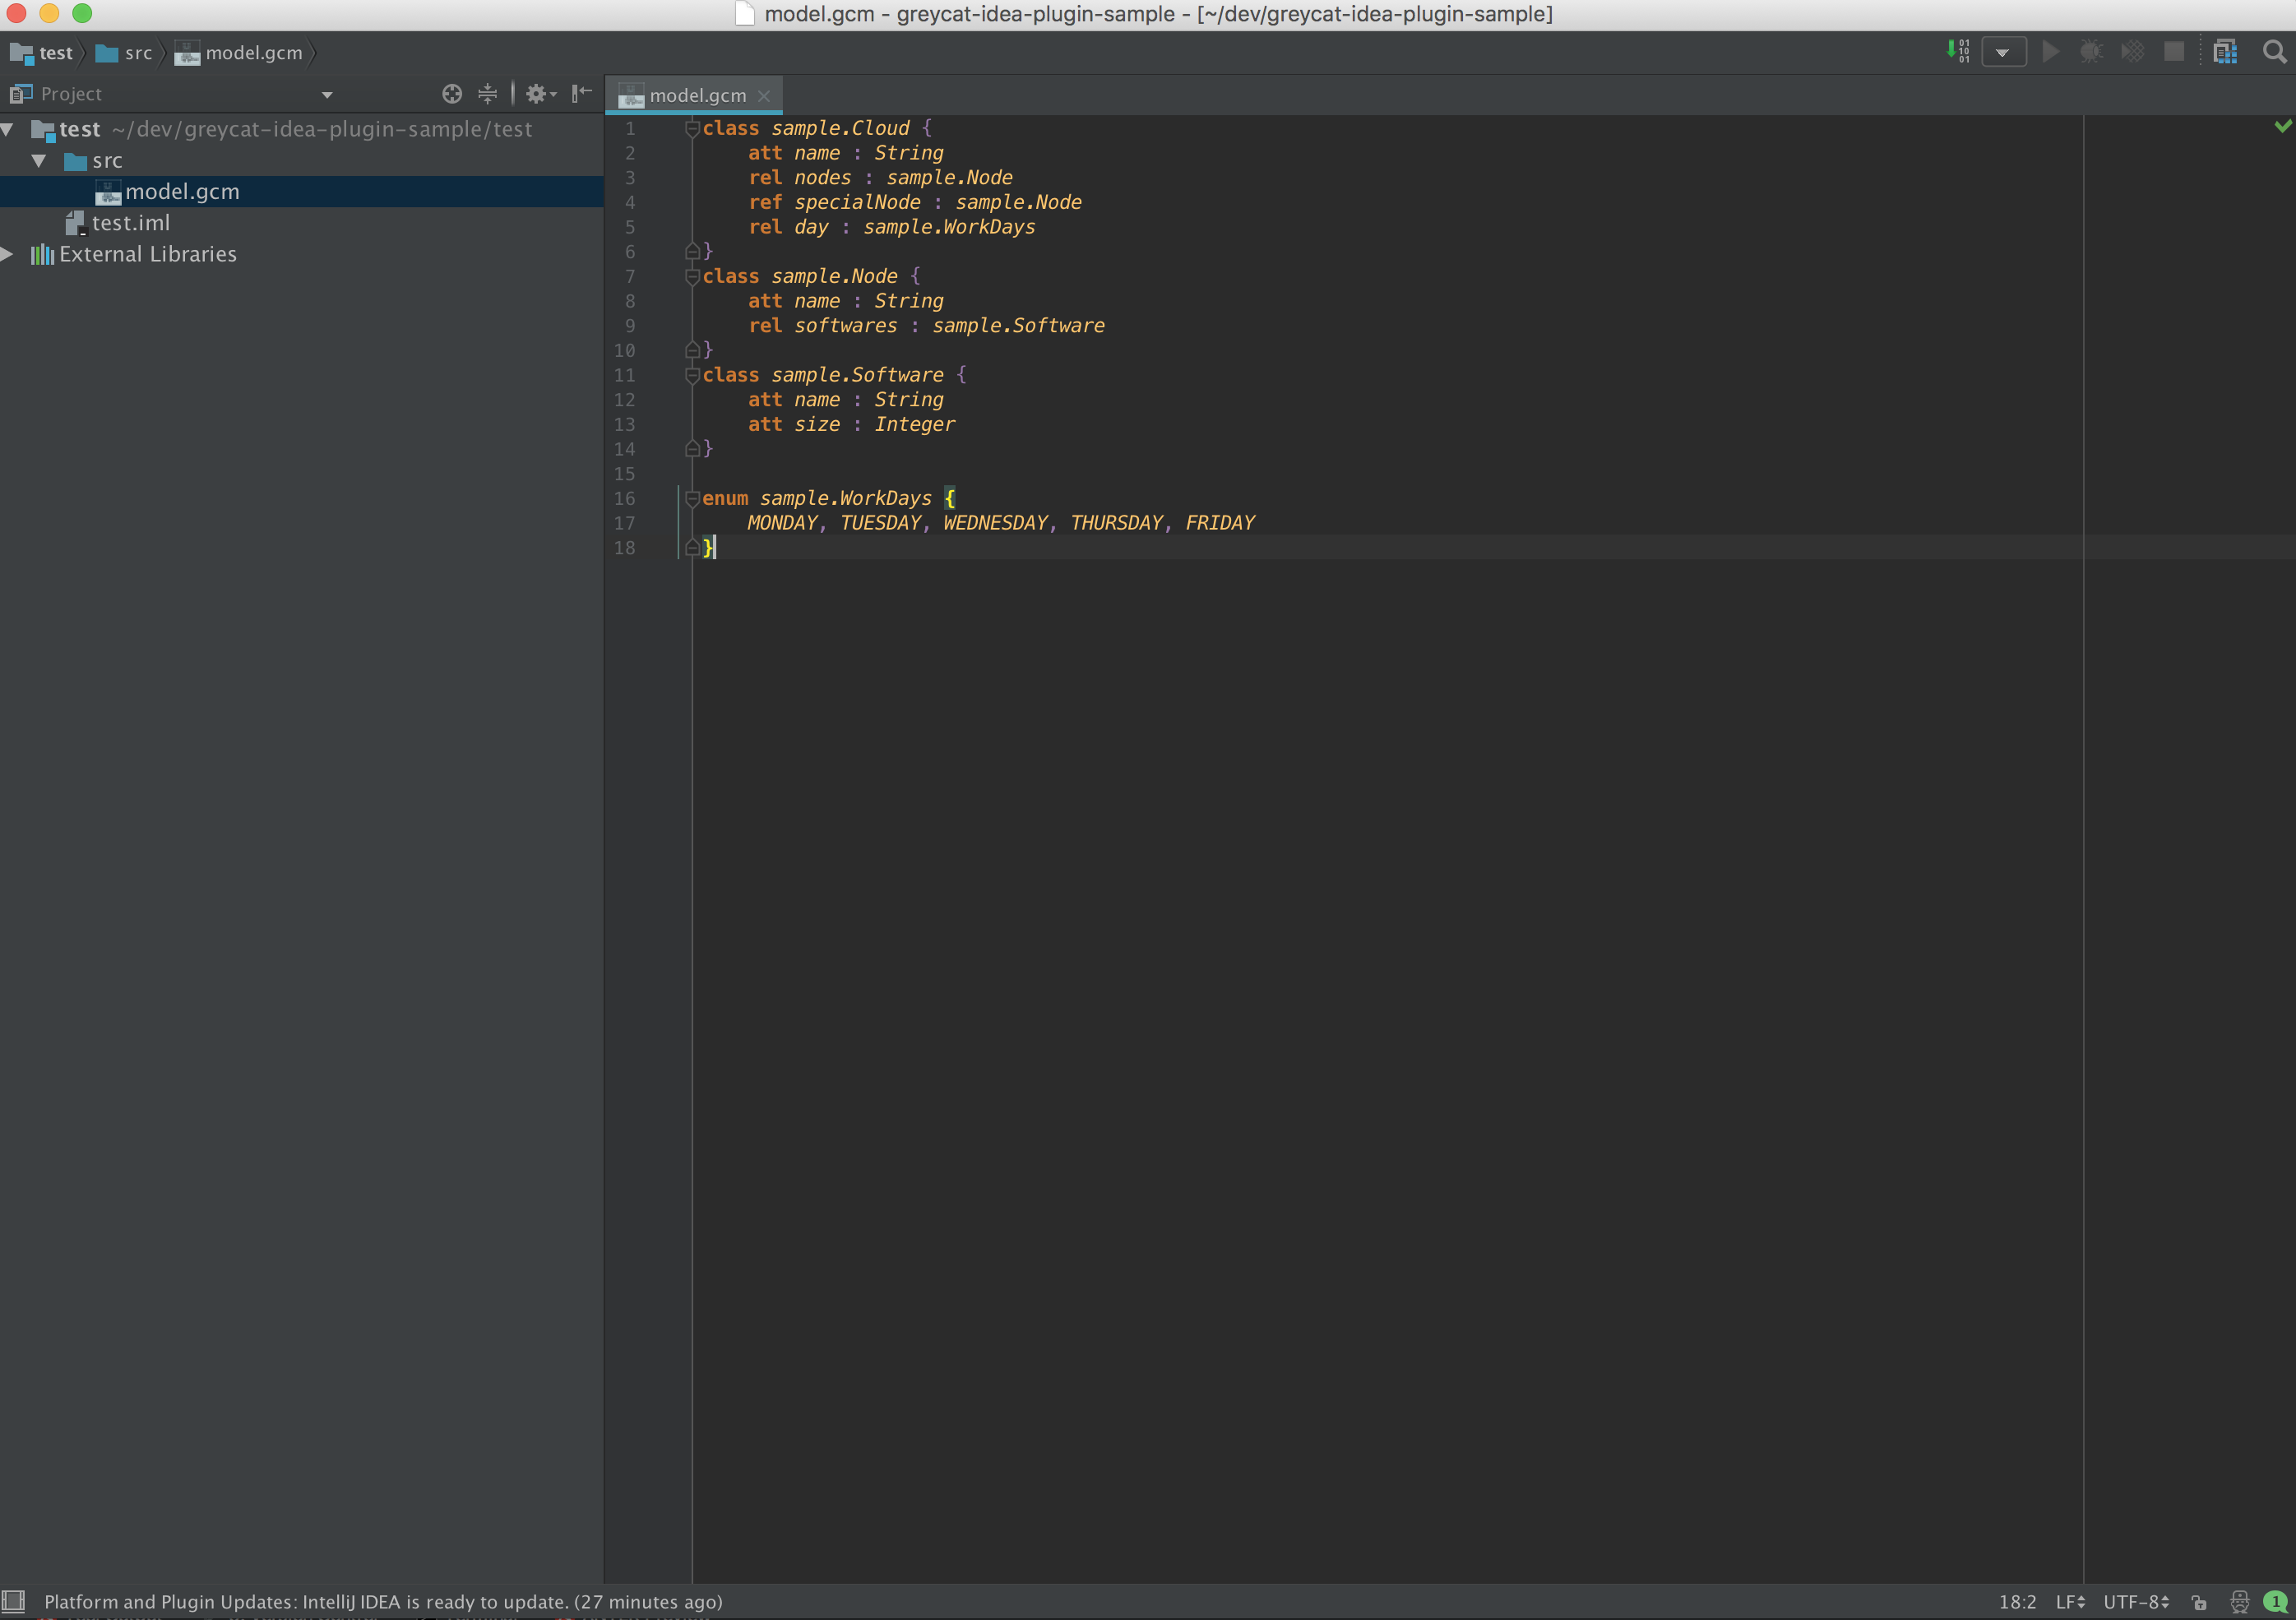 model.gcm - greycat-idea-plugin-sample - [~/dev/greycat-idea-plugin-sample]
test src model.gcm
Project
test ~/dev/greycat-idea-plugin-sample/test
src
model.gcm
test.iml
External Libraries
model.gcm
1 class sample.Cloud {
2 att name : String
3 rel nodes : sample.Node
4 ref specialNode : sample.Node
5 rel day : sample.WorkDays
6 }
7 class sample.Node {
8 att name : String
9 rel softwares : sample.Software
10 }
11 class sample.Software {
12 att name : String
13 att size : Integer
14 }
15
16 enum sample.WorkDays {
17 MONDAY, TUESDAY, WEDNESDAY, THURSDAY, FRIDAY
18 }
Platform and Plugin Updates: IntelliJ IDEA is ready to update. (27 minutes ago)
18:2 LF UTF-8 1